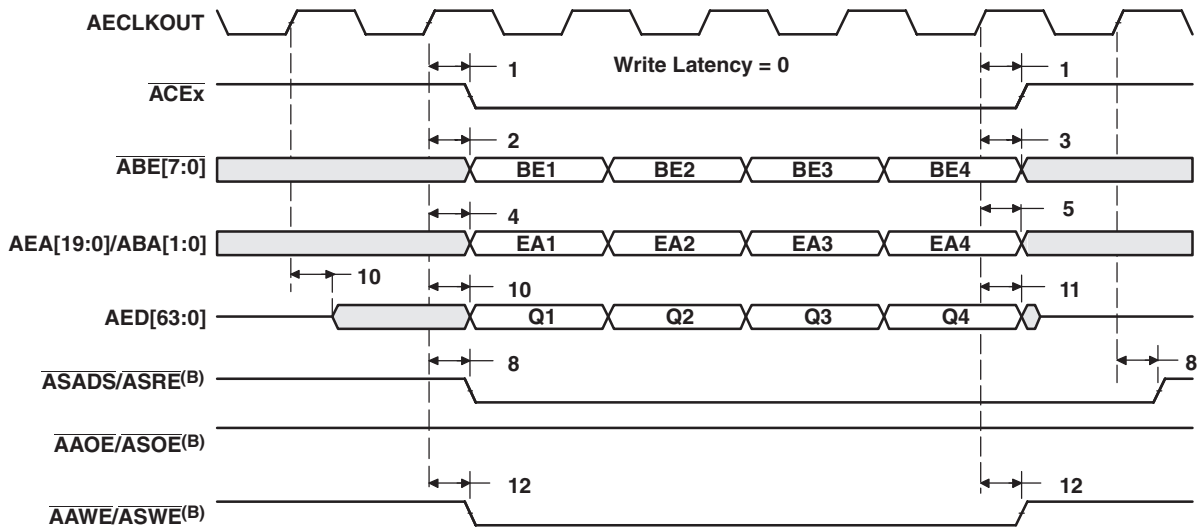 AECLKOUT
Write Latency = 0
1 1
ACEx
2 3
ABE[7:0] BE1 BE2 BE3 BE4
4 5
AEA[19:0]/ABA[1:0] EA1 EA2 EA3 EA4
10 10 11
AED[63:0] Q1 Q2 Q3 Q4
8 8
ASADS/ASRE(B)
AAOE/ASOE(B)
12 12
AAWE/ASWE(B)